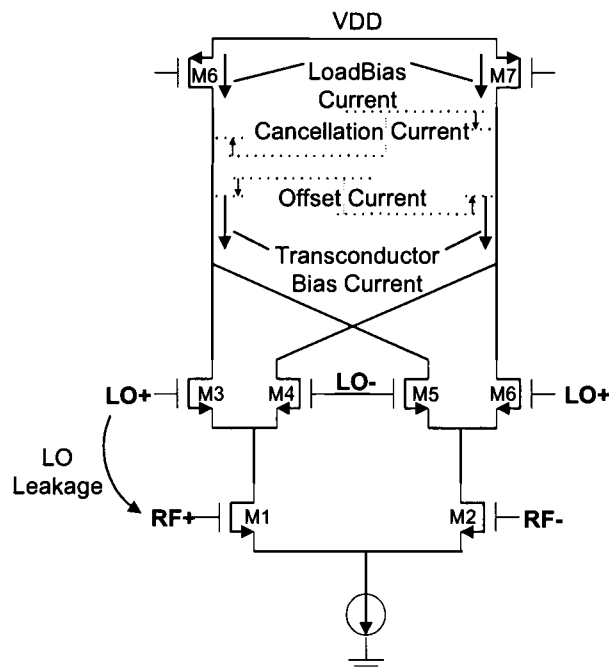 VDD
M6
M7
LoadBias
Current
Cancellation Current
Offset Current
Transconductor
Bias Current
LO+
M3
M4
LO-
M5
M6
LO+
LO
Leakage
RF+
M1
M2
RF-